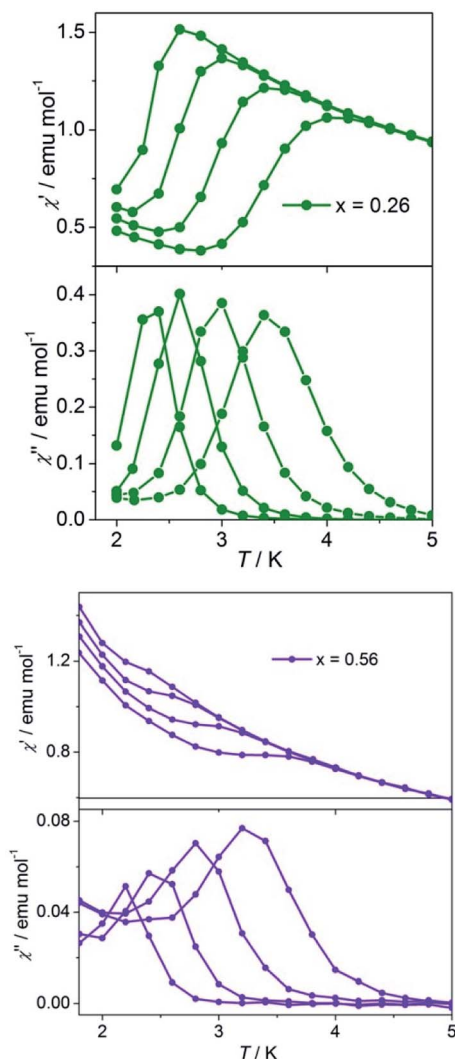 1.5
χ' / emu mol⁻¹
1.0
0.5
x = 0.26
0.4
0.3
χ" / emu mol⁻¹
0.2
0.1
0.0
2 3 4 5
T / K
χ' / emu mol⁻¹
1.2
0.8
x = 0.56
0.08
χ" / emu mol⁻¹
0.04
0.00
2 3 4 5
T / K